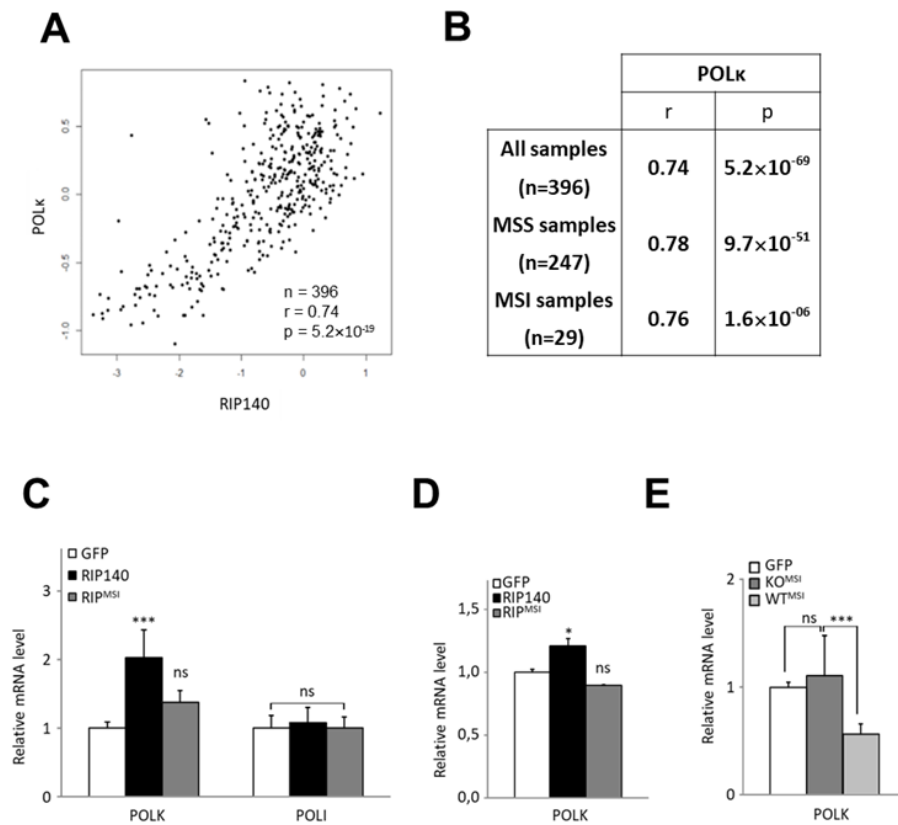 A
POLκ
0.5
0.0
-0.5
-1.0
n = 396
r = 0.74
p = 5.2×10⁻¹⁹
-3 -2 -1 0 1
RIP140
B
POLκ
r p
All samples
(n=396)
0.74 5.2×10⁻⁶⁹
MSS samples
(n=247)
0.78 9.7×10⁻⁵¹
MSI samples
(n=29)
0.76 1.6×10⁻⁰⁶
C
GFP
RIP140
RIPᴹˢᴵ
Relative mRNA level
3
2
1
0
***
ns
ns
POLK POLI
D
GFP
RIP140
RIPᴹˢᴵ
Relative mRNA level
1,5
1,0
0,5
0,0
*
ns
POLK
E
GFP
KOᴹˢᴵ
WTᴹˢᴵ
Relative mRNA level
2
1
0
ns ***
POLK